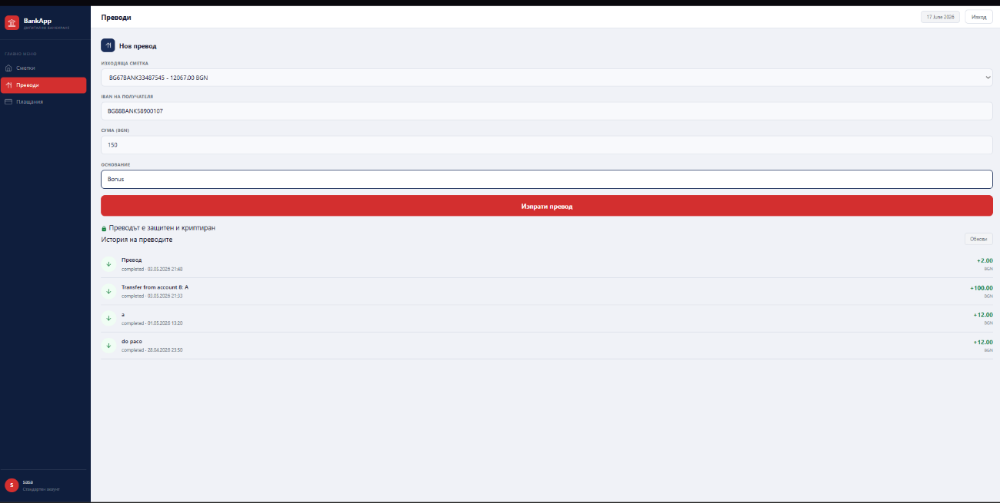 BankApp
ДИГИТАЛНО БАНКИРАНЕ
ГЛАВНО МЕНЮ
Сметки
Преводи
Плащания
S
sasa
Стандартен акаунт
Преводи
17 June 2026
Изход
Нов превод
ИЗХОДЯЩА СМЕТКА
BG67BANK33487545 - 12067.00 BGN
IBAN НА ПОЛУЧАТЕЛЯ
BG88BANK58900107
СУМА (BGN)
150
ОСНОВАНИЕ
Bonus
Изпрати превод
Преводът е защитен и криптиран
История на преводите
Обнови
Превод
completed · 03.05.2026 21:48
+2.00
BGN
Transfer from account 8: A
completed · 03.05.2026 21:33
+100.00
BGN
a
completed · 01.05.2026 13:20
+12.00
BGN
do paco
completed · 28.04.2026 23:50
+12.00
BGN